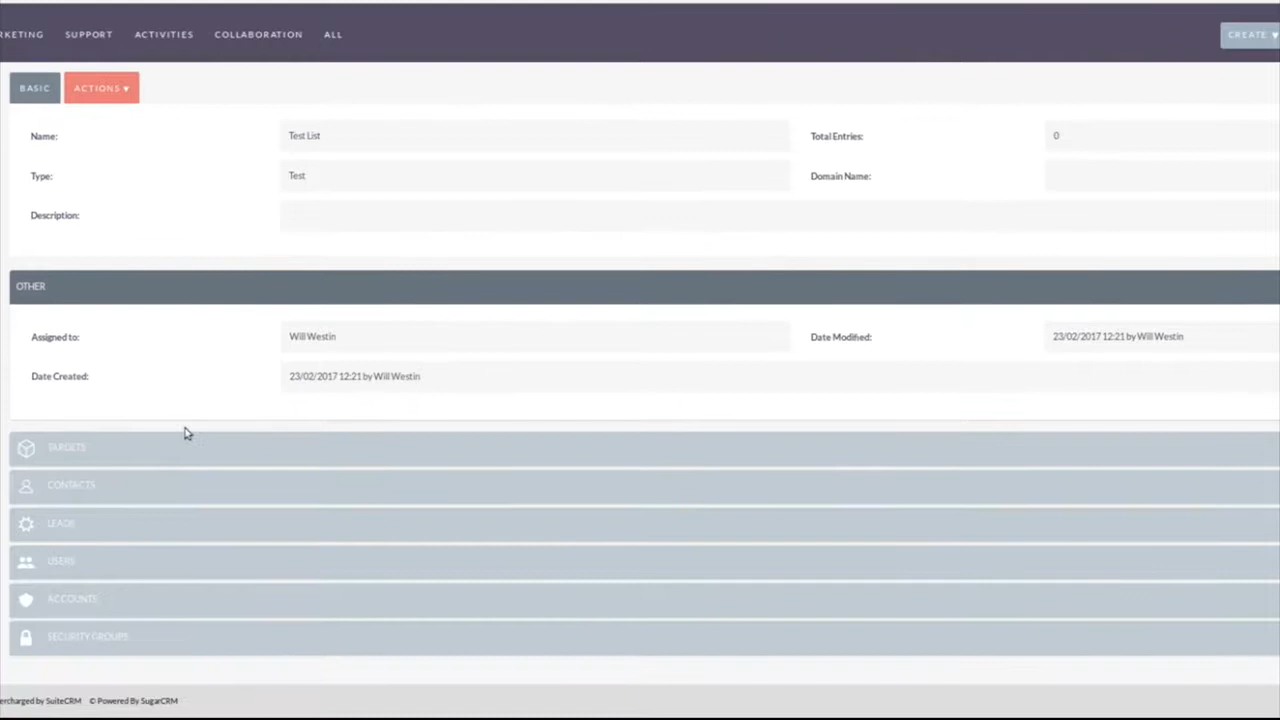 RKETING SUPPORT ACTIVITIES COLLABORATION ALL CREATE
BASIC ACTIONS
Name: Test List Total Entries: 0
Type: Test Domain Name:
Description:
OTHER
Assigned to: Will Westin Date Modified: 23/02/2017 12:21 by Will Westin
Date Created: 23/02/2017 12:21 by Will Westin
TARGETS
CONTACTS
LEADS
USERS
ACCOUNTS
SECURITY GROUPS
ercharged by SuiteCRM © Powered By SugarCRM